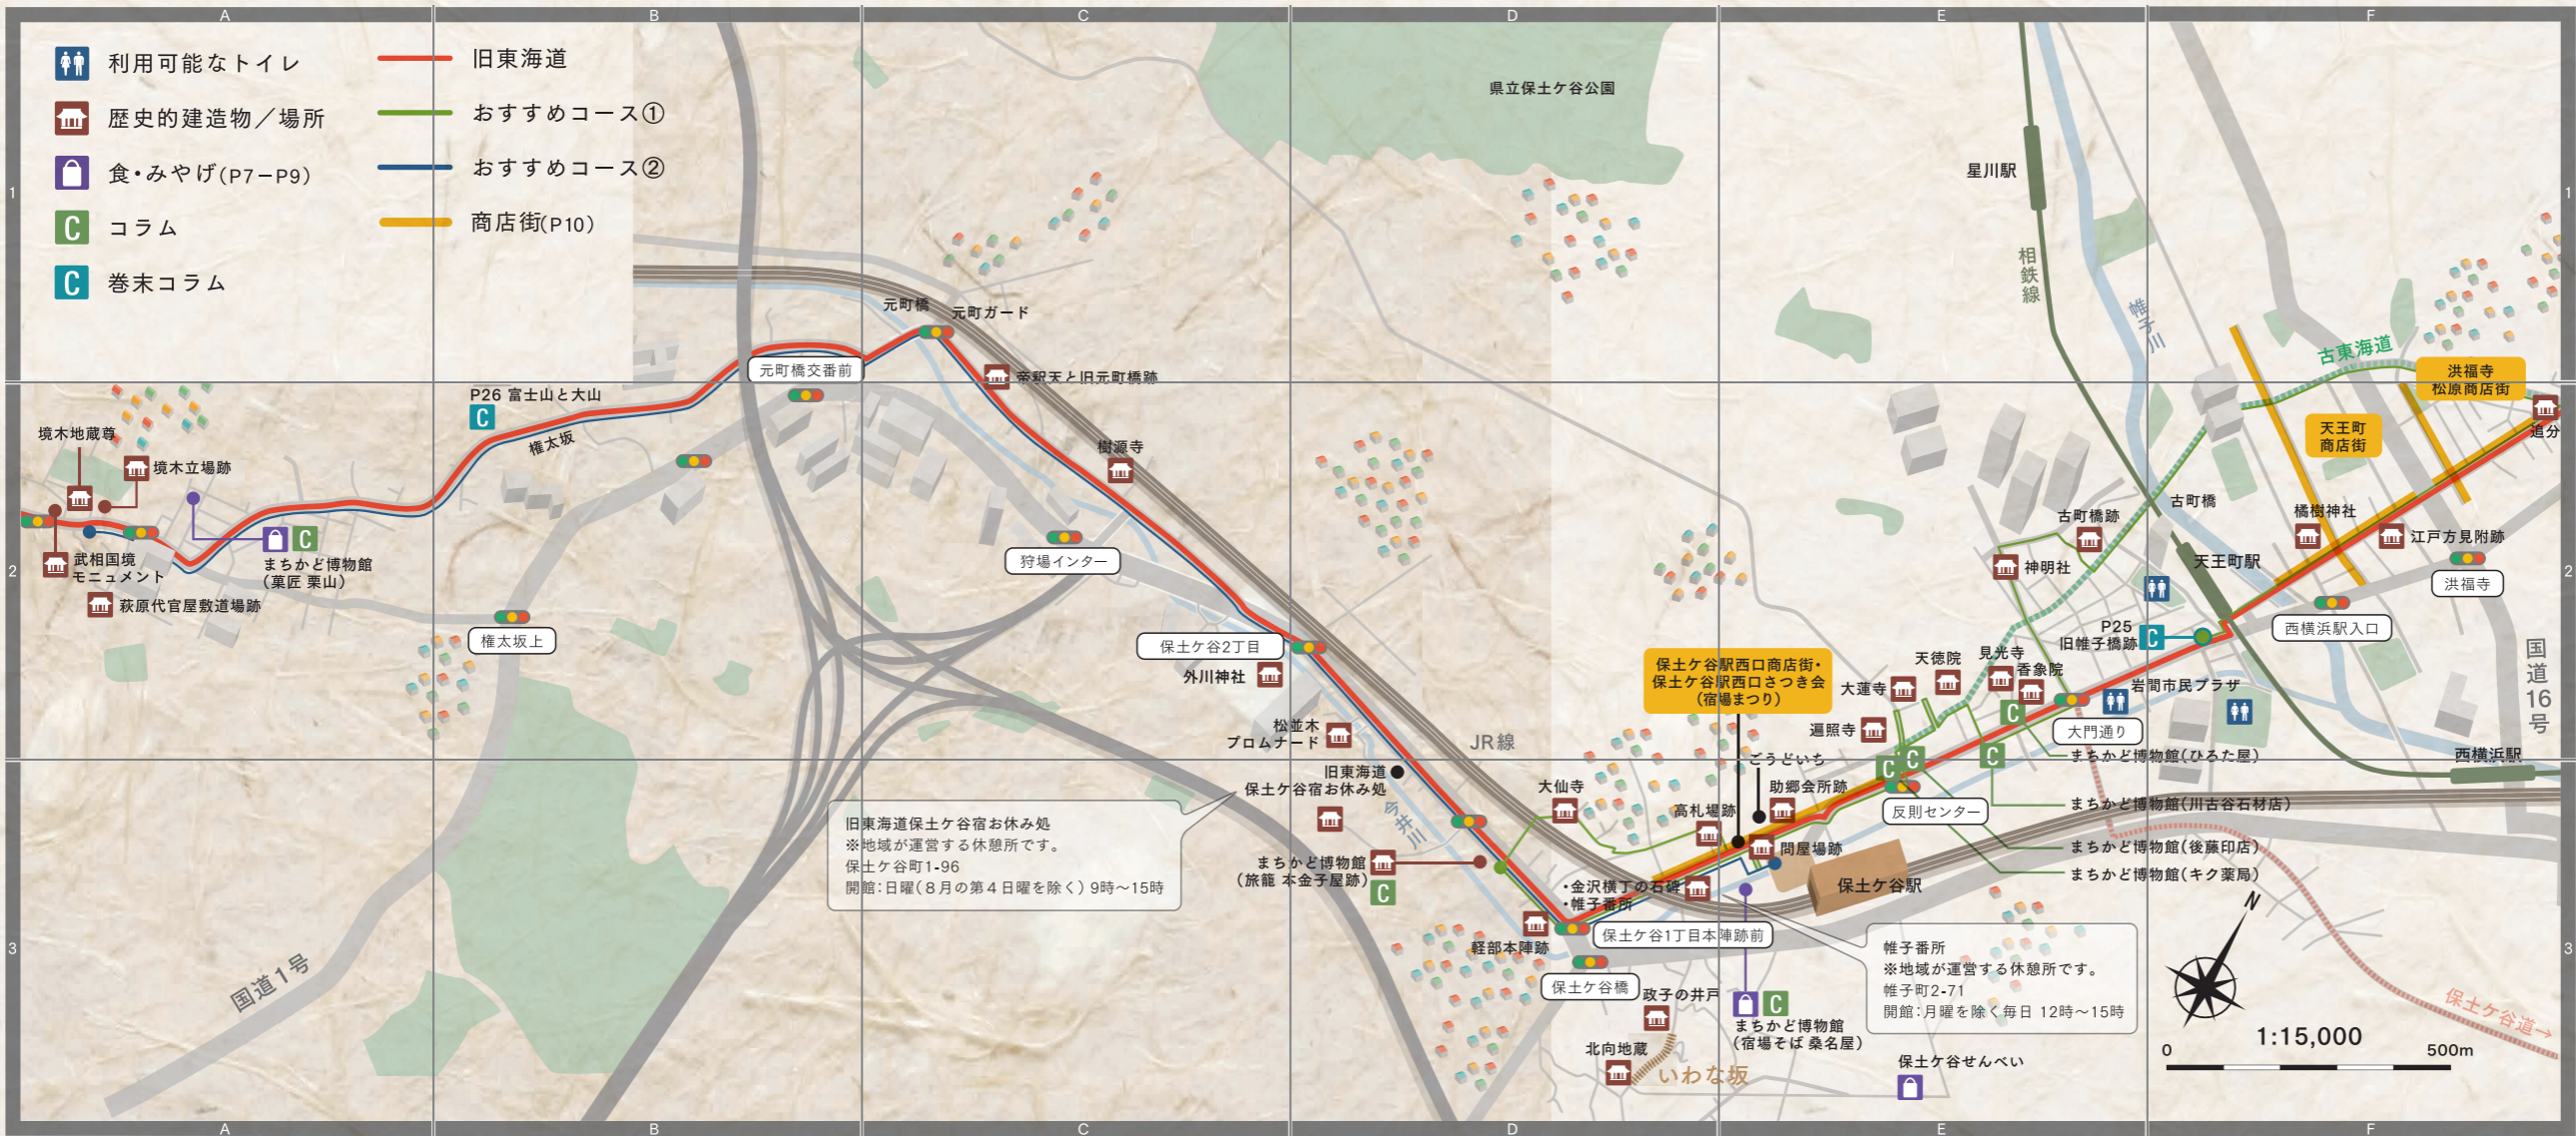 A
B
C
D
E
F
利用可能なトイレ
歴史的建造物／場所
食・みやげ(P7－P9)
コラム
巻末コラム
旧東海道
おすすめコース①
おすすめコース②
商店街(P10)
1
2
3
県立保土ケ谷公園
星川駅
相鉄線
帷子川
元町橋
元町ガード
元町橋交番前
帝釈天と旧元町橋跡
古東海道
洪福寺
松原商店街
天王町
商店街
追分
P26 富士山と大山
権太坂
境木地蔵尊
境木立場跡
武相国境
モニュメント
萩原代官屋敷道場跡
まちかど博物館
(菓匠 栗山)
権太坂上
樹源寺
狩場インター
保土ケ谷2丁目
外川神社
松並木
プロムナード
古町橋跡
古町橋
神明社
橘樹神社
江戸方見附跡
洪福寺
天王町駅
西横浜駅入口
P25
旧帷子橋跡
国道16号
保土ケ谷駅西口商店街・
保土ケ谷駅西口さつき会
(宿場まつり)
大蓮寺
天徳院
見光寺
香象院
遍照寺
岩間市民プラザ
大門通り
西横浜駅
JR線
まちかど博物館(ひろた屋)
ごうどいち
助郷会所跡
反則センター
まちかど博物館(川古谷石材店)
まちかど博物館(後藤印店)
まちかど博物館(キク薬局)
旧東海道
保土ケ谷宿お休み処
今井川
大仙寺
高札場跡
問屋場跡
保土ケ谷駅
旧東海道保土ケ谷宿お休み処
※地域が運営する休憩所です。
保土ケ谷町1-96
開館：日曜(8月の第4日曜を除く) 9時～15時
まちかど博物館
(旅籠 本金子屋跡)
・金沢横丁の石碑
・帷子番所
軽部本陣跡
保土ケ谷1丁目本陣跡前
保土ケ谷橋
帷子番所
※地域が運営する休憩所です。
帷子町2-71
開館：月曜を除く毎日 12時～15時
政子の井戸
北向地蔵
いわな坂
まちかど博物館
(宿場そば 桑名屋)
保土ケ谷せんべい
国道1号
保土ケ谷道→
N
1:15,000
0
500m
1
2
3
A
B
C
D
E
F